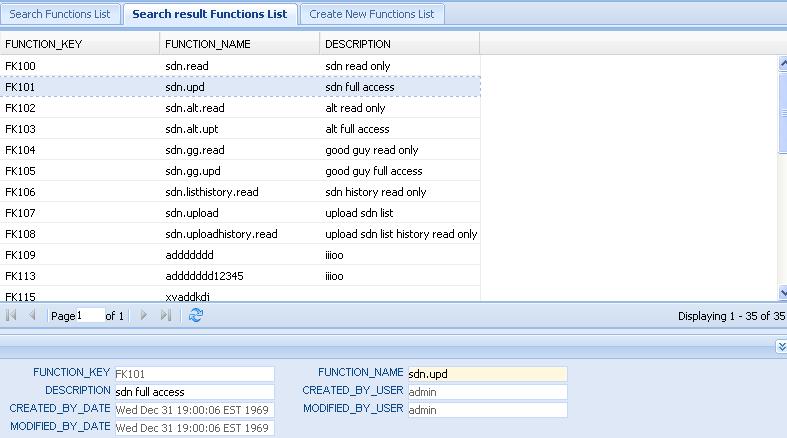 Search Functions List Search result Functions List Create New Functions List
FUNCTION_KEY FUNCTION_NAME DESCRIPTION
FK100 sdn.read sdn read only
FK101 sdn.upd sdn full access
FK102 sdn.alt.read alt read only
FK103 sdn.alt.upt alt full access
FK104 sdn.gg.read good guy read only
FK105 sdn.gg.upd good guy full access
FK106 sdn.listhistory.read sdn history read only
FK107 sdn.upload upload sdn list
FK108 sdn.uploadhistory.read upload sdn list history read only
FK109 addddddd iiioo
FK113 addddddd12345 iiioo
FK115 xyaddkdi
Page 1 of 1 Displaying 1 - 35 of 35
FUNCTION_KEY FK101 FUNCTION_NAME sdn.upd
DESCRIPTION sdn full access CREATED_BY_USER admin
CREATED_BY_DATE Wed Dec 31 19:00:06 EST 1969 MODIFIED_BY_USER admin
MODIFIED_BY_DATE Wed Dec 31 19:00:06 EST 1969